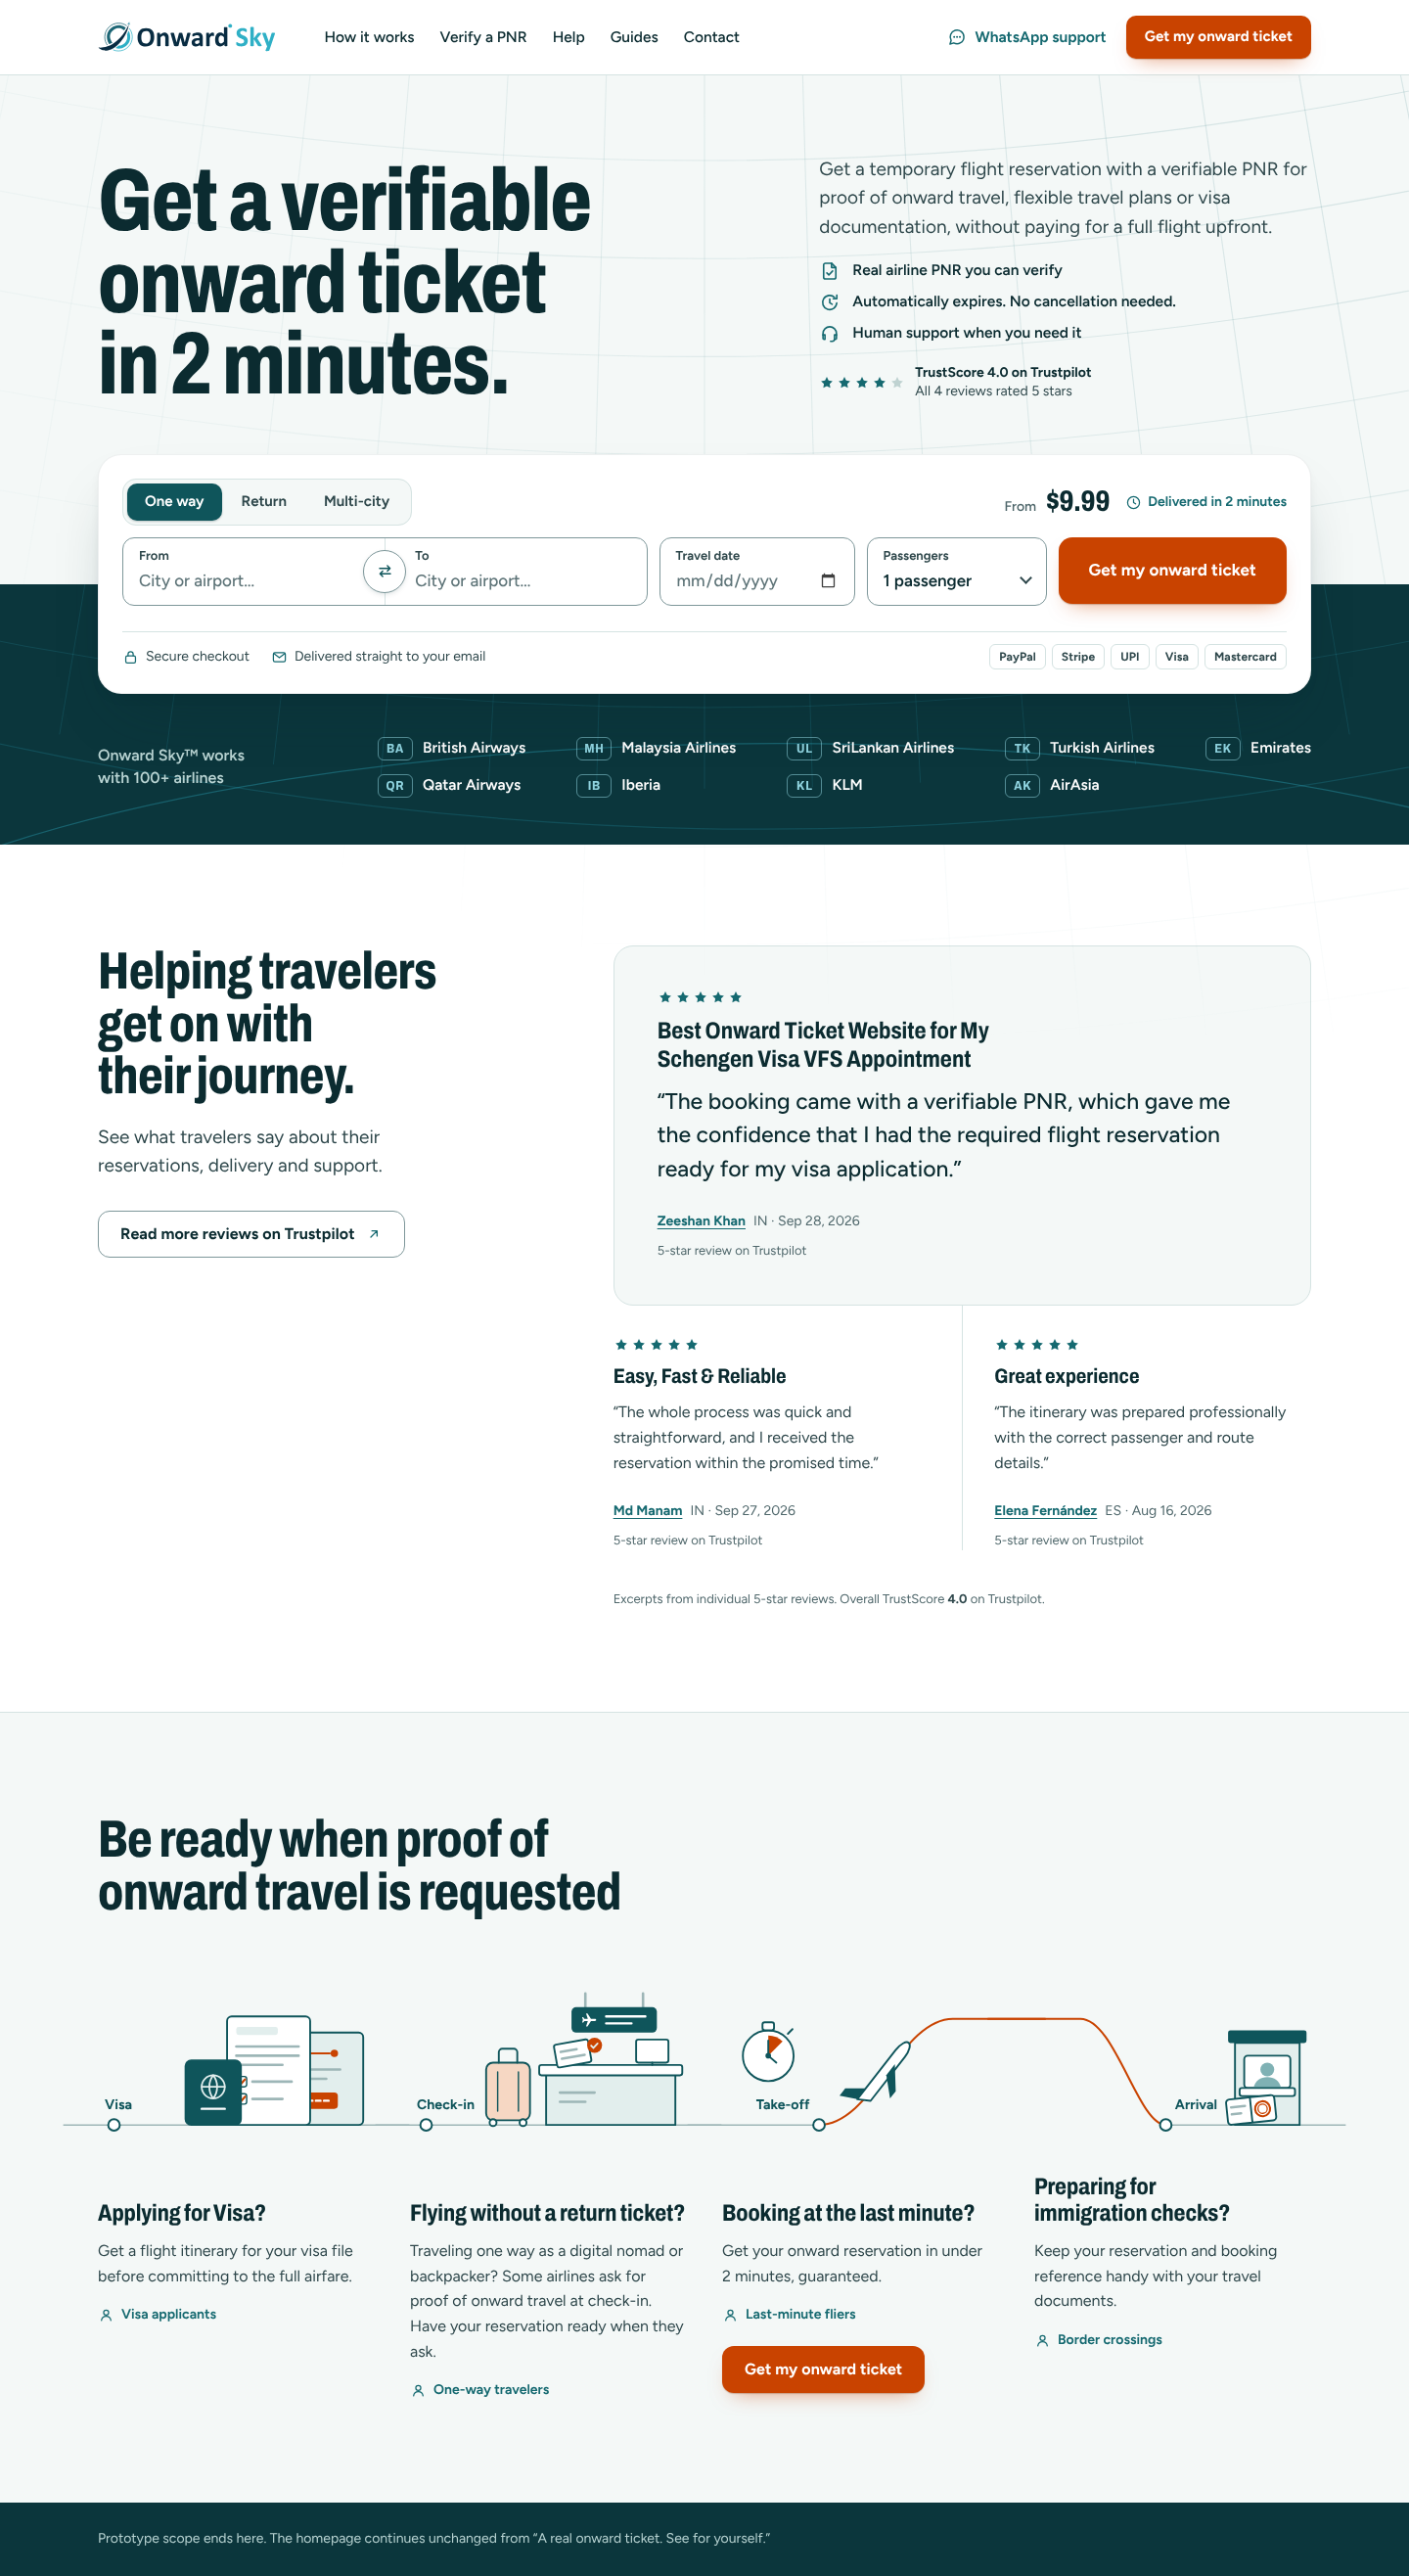 Onward Sky
How it works
Verify a PNR
Help
Guides
Contact
WhatsApp support
Get my onward ticket
Get a verifiable
onward ticket
in 2 minutes.
Get a temporary flight reservation with a verifiable PNR for
proof of onward travel, flexible travel plans or visa
documentation, without paying for a full flight upfront.
Real airline PNR you can verify
Automatically expires. No cancellation needed.
Human support when you need it
TrustScore 4.0 on Trustpilot
All 4 reviews rated 5 stars
One way
Return
Multi-city
From $9.99
Delivered in 2 minutes
From
City or airport...
To
City or airport...
Travel date
mm/dd/yyyy
Passengers
1 passenger
Get my onward ticket
Secure checkout
Delivered straight to your email
PayPal
Stripe
UPI
Visa
Mastercard
Onward Sky™ works
with 100+ airlines
BA British Airways
MH Malaysia Airlines
UL SriLankan Airlines
TK Turkish Airlines
EK Emirates
QR Qatar Airways
IB Iberia
KL KLM
AK AirAsia
Helping travelers
get on with
their journey.
See what travelers say about their
reservations, delivery and support.
Read more reviews on Trustpilot
Best Onward Ticket Website for My
Schengen Visa VFS Appointment
“The booking came with a verifiable PNR, which gave me
the confidence that I had the required flight reservation
ready for my visa application.”
Zeeshan Khan IN · Sep 28, 2026
5-star review on Trustpilot
Easy, Fast & Reliable
“The whole process was quick and
straightforward, and I received the
reservation within the promised time.”
Md Manam IN · Sep 27, 2026
5-star review on Trustpilot
Great experience
“The itinerary was prepared professionally
with the correct passenger and route
details.”
Elena Fernández ES · Aug 16, 2026
5-star review on Trustpilot
Excerpts from individual 5-star reviews. Overall TrustScore 4.0 on Trustpilot.
Be ready when proof of
onward travel is requested
Visa
Check-in
Take-off
Arrival
Applying for Visa?
Get a flight itinerary for your visa file
before committing to the full airfare.
Visa applicants
Flying without a return ticket?
Traveling one way as a digital nomad or
backpacker? Some airlines ask for
proof of onward travel at check-in.
Have your reservation ready when they
ask.
One-way travelers
Booking at the last minute?
Get your onward reservation in under
2 minutes, guaranteed.
Last-minute fliers
Get my onward ticket
Preparing for
immigration checks?
Keep your reservation and booking
reference handy with your travel
documents.
Border crossings
Prototype scope ends here. The homepage continues unchanged from “A real onward ticket. See for yourself.”